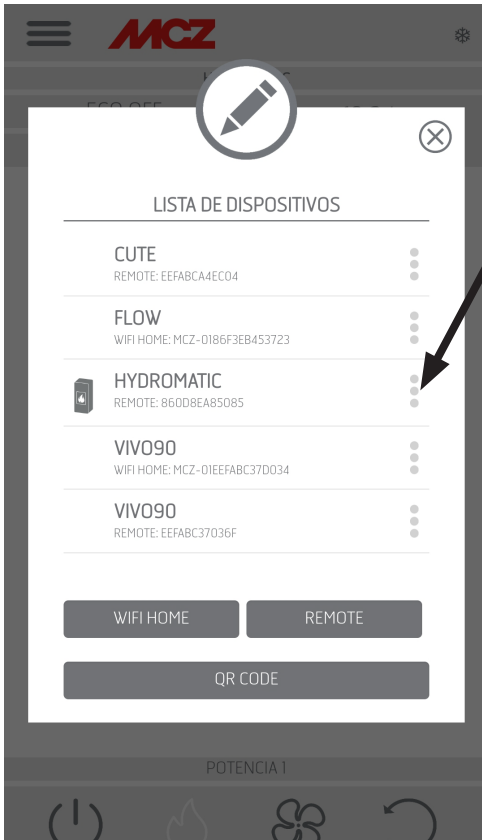 MCZ
LISTA DE DISPOSITIVOS
CUTE
REMOTE: EEFABCA4EC04
FLOW
WIFI HOME: MCZ-0186F3EB453723
HYDROMATIC
REMOTE: 860D8EA85085
VIVO90
WIFI HOME: MCZ-01EEFABC37D034
VIVO90
REMOTE: EEFABC37036F
WIFI HOME
REMOTE
QR CODE
POTENCIA 1